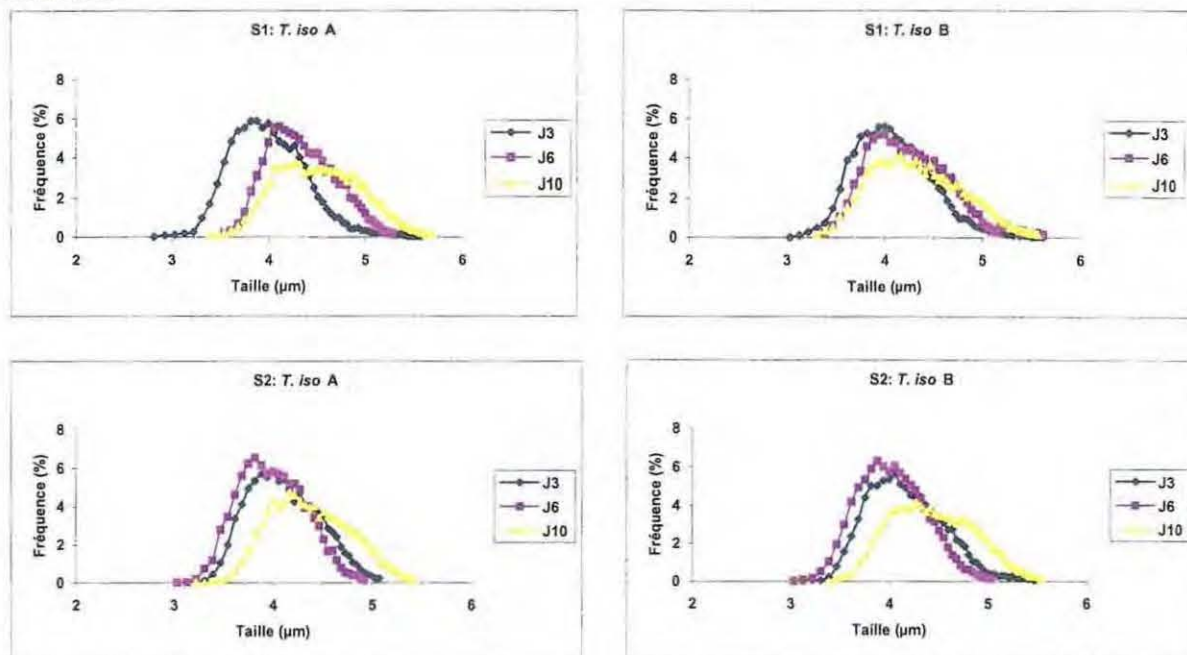 S1: T. iso A
8
6
4
2
0
Fréquence (%)
2 3 4 5 6
Taille (µm)
J3
J6
J10
S1: T. iso B
8
6
4
2
0
Fréquence (%)
2 3 4 5 6
Taille (µm)
J3
J6
J10
S2: T. iso A
8
6
4
2
0
Fréquence (%)
2 3 4 5 6
Taille (µm)
J3
J6
J10
S2: T. iso B
8
6
4
2
0
Fréquence (%)
2 3 4 5 6
Taille (µm)
J3
J6
J10